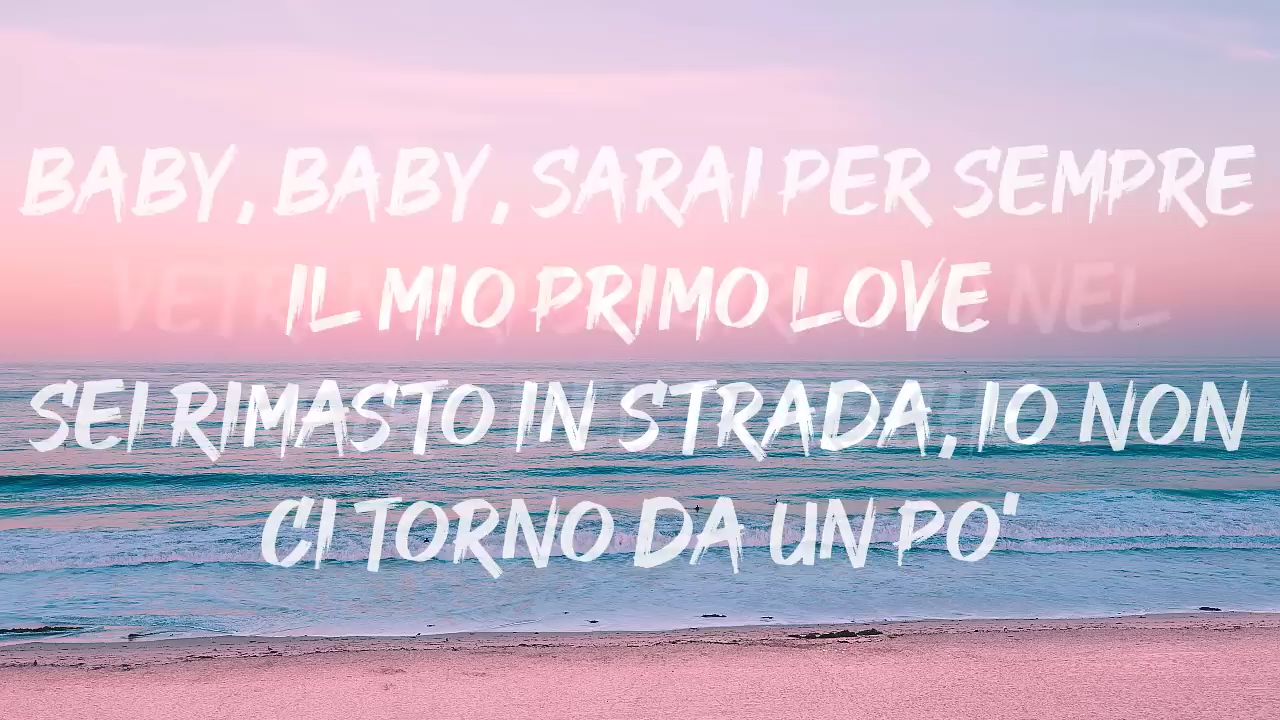 BABY, BABY, SARAI PER SEMPRE
IL MIO PRIMO LOVE
SEI RIMASTO IN STRADA, IO NON
CI TORNO DA UN PO'